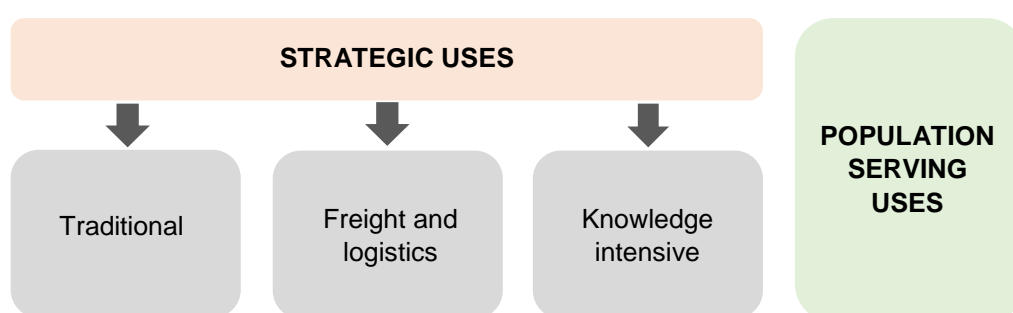 STRATEGIC USES
Traditional
Freight and
logistics
Knowledge
intensive
POPULATION
SERVING
USES